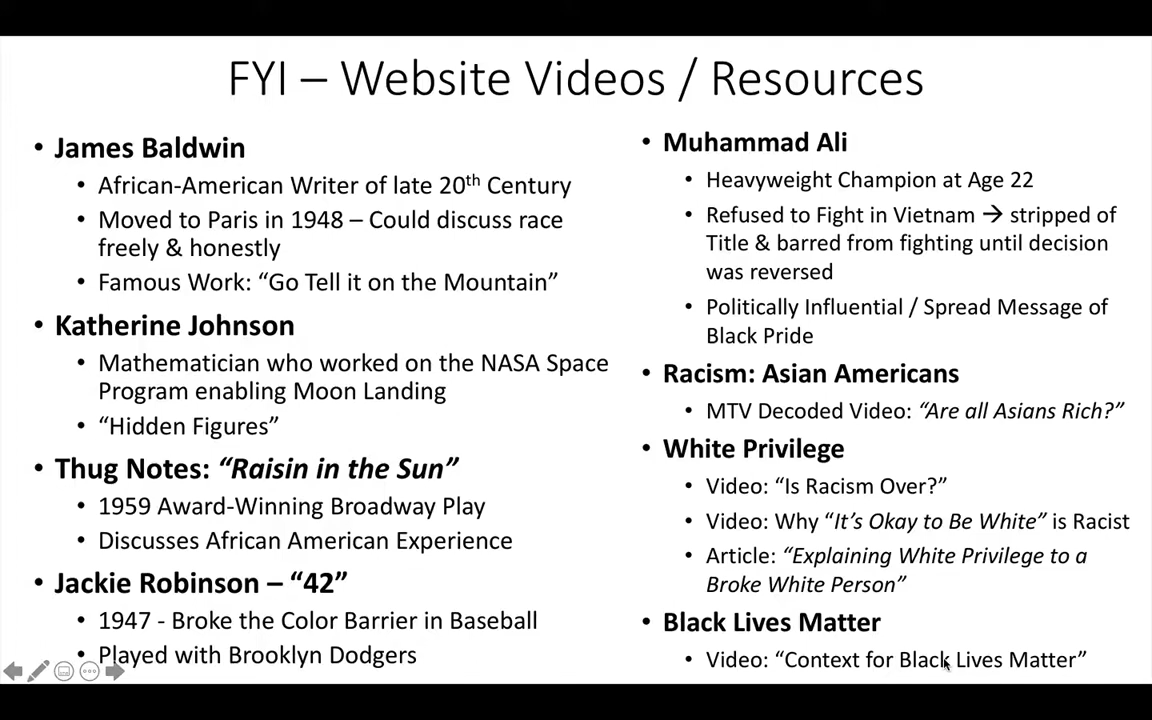 FYI – Website Videos / Resources
• James Baldwin
• African-American Writer of late 20th Century
• Moved to Paris in 1948 – Could discuss race
freely & honestly
• Famous Work: “Go Tell it on the Mountain”
• Katherine Johnson
• Mathematician who worked on the NASA Space
Program enabling Moon Landing
• “Hidden Figures”
• Thug Notes: “Raisin in the Sun”
• 1959 Award-Winning Broadway Play
• Discusses African American Experience
• Jackie Robinson – “42”
• 1947 - Broke the Color Barrier in Baseball
• Played with Brooklyn Dodgers
• Muhammad Ali
• Heavyweight Champion at Age 22
• Refused to Fight in Vietnam → stripped of
Title & barred from fighting until decision
was reversed
• Politically Influential / Spread Message of
Black Pride
• Racism: Asian Americans
• MTV Decoded Video: “Are all Asians Rich?”
• White Privilege
• Video: “Is Racism Over?”
• Video: Why “It’s Okay to Be White” is Racist
• Article: “Explaining White Privilege to a
Broke White Person”
• Black Lives Matter
• Video: “Context for Black Lives Matter”